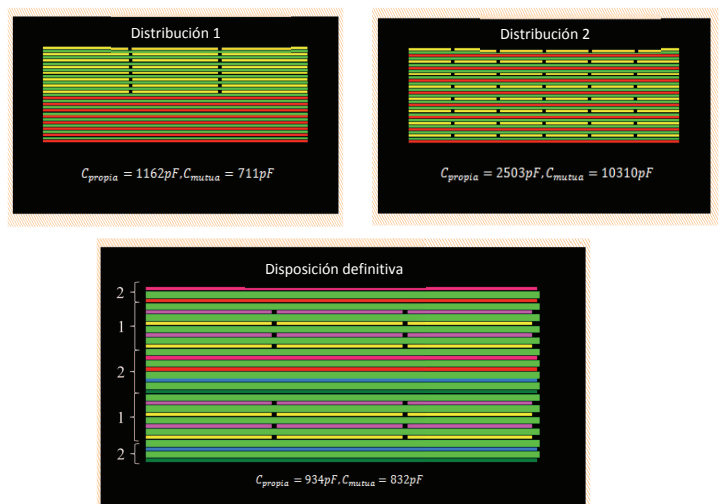 Distribución 1
C_propia = 1162pF, C_mutua = 711pF
Distribución 2
C_propia = 2503pF, C_mutua = 10310pF
Disposición definitiva
2
1
2
1
2
C_propia = 934pF, C_mutua = 832pF